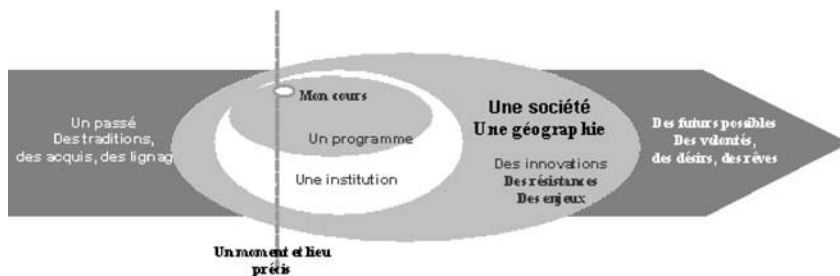 Un passé
Des traditions,
des acquis, des lignag
Mon cours
Un programme
Une institution
Une société
Une géographie
Des innovations
Des résistances
Des enjeux
Des futurs possibles
Des volontés,
des désirs, des rêves
Un moment et lieu
précis